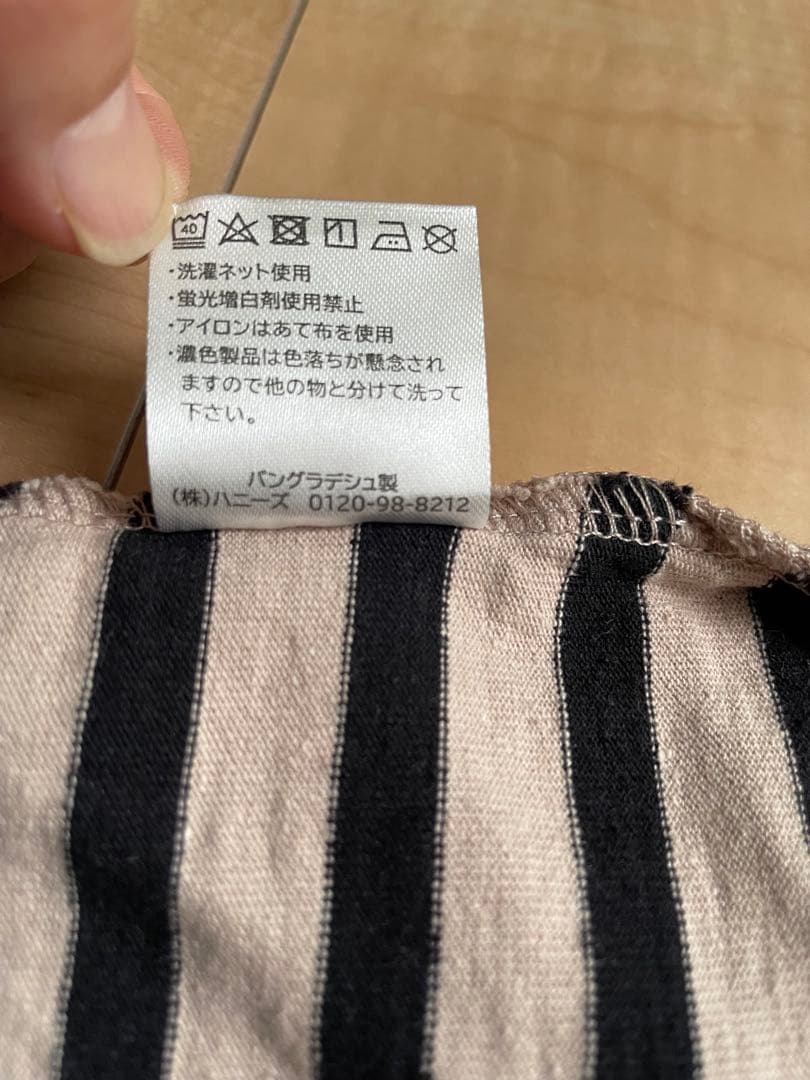 40
・洗濯ネット使用
・蛍光増白剤使用禁止
・アイロンはあて布を使用
・濃色製品は色落ちが懸念され
ますので他の物と分けて洗って
下さい。
バングラデシュ製
(株)ハニーズ 0120-98-8212